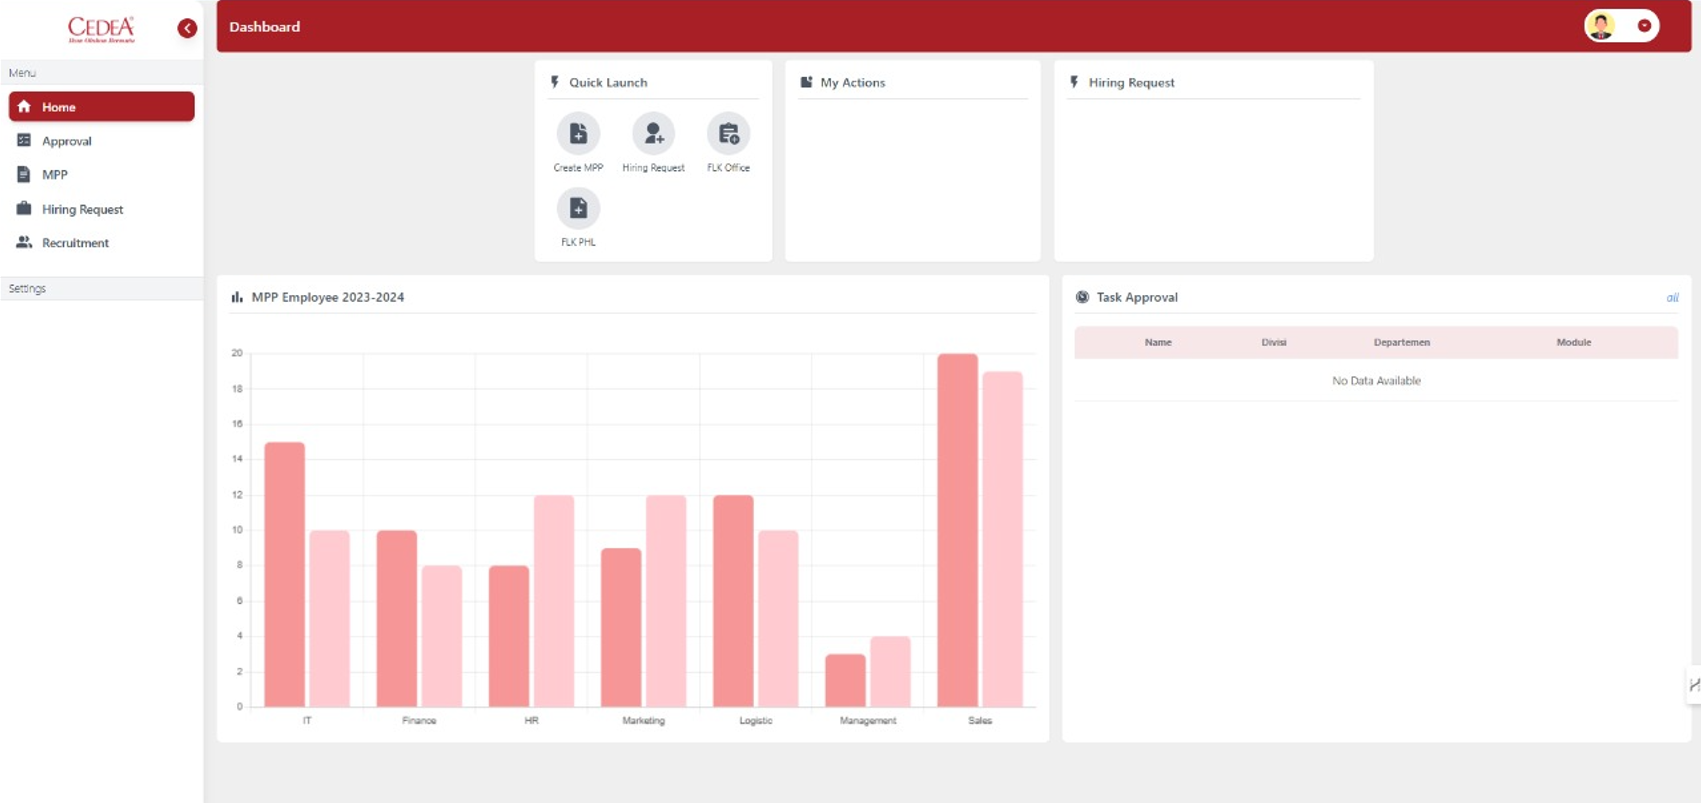 CEDEA
Dashboard
Menu
Home
Approval
MPP
Hiring Request
Recruitment
Settings
Quick Launch
Create MPP
Hiring Request
FLK Office
FLK PHL
My Actions
Hiring Request
MPP Employee 2023-2024
20
18
16
14
12
10
8
6
4
2
0
IT Finance HR Marketing Logistic Management Sales
Task Approval
all
Name Divisi Departemen Module
No Data Available